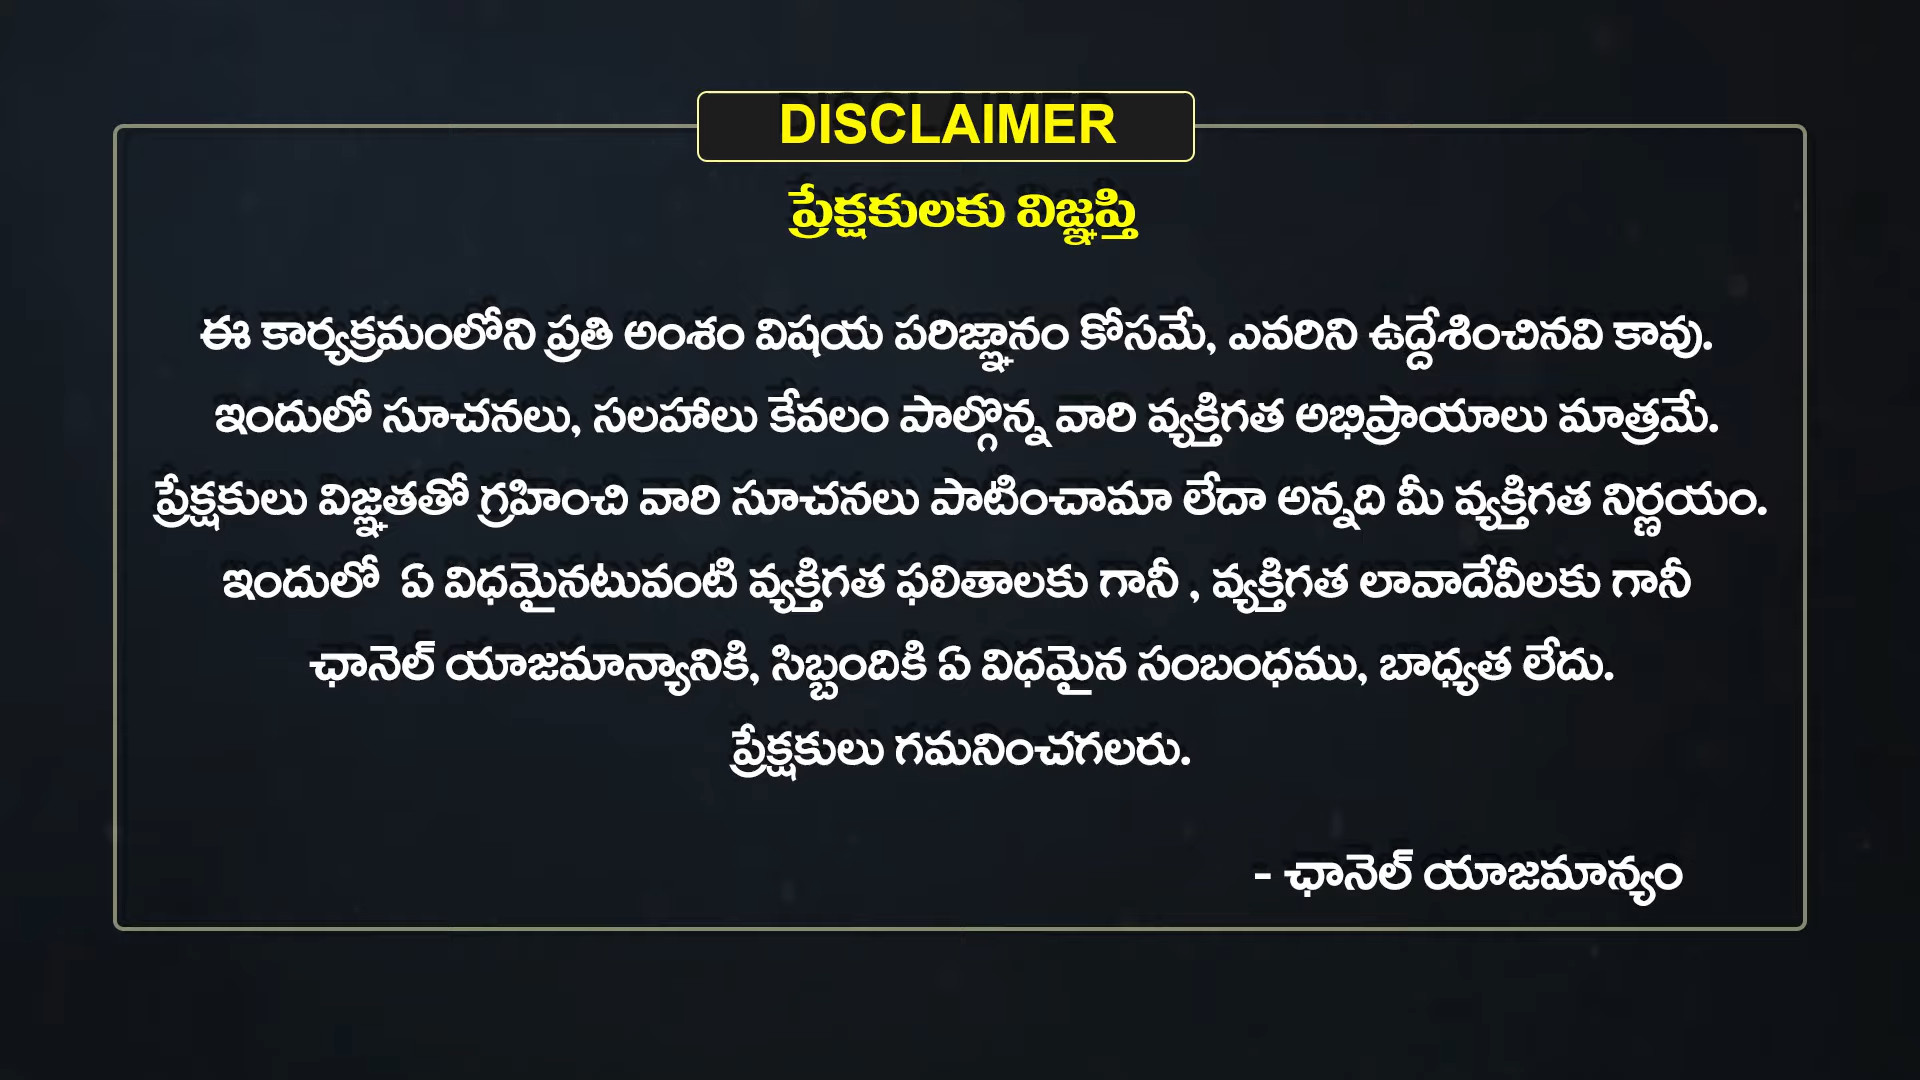 DISCLAIMER
ప్రేక్షకులకు విజ్ఞప్తి
ఈ కార్యక్రమంలోని ప్రతి అంశం విషయ పరిజ్ఞానం కోసమే, ఎవరిని ఉద్దేశించినవి కావు.
ఇందులో సూచనలు, సలహాలు కేవలం పాల్గొన్న వారి వ్యక్తిగత అభిప్రాయాలు మాత్రమే.
ప్రేక్షకులు విజ్ఞతతో గ్రహించి వారి సూచనలు పాటించామా లేదా అన్నది మీ వ్యక్తిగత నిర్ణయం.
ఇందులో ఏ విధమైనటువంటి వ్యక్తిగత ఫలితాలకు గానీ , వ్యక్తిగత లావాదేవీలకు గానీ
ఛానెల్ యాజమాన్యానికి, సిబ్బందికి ఏ విధమైన సంబంధము, బాధ్యత లేదు.
ప్రేక్షకులు గమనించగలరు.
- ఛానెల్ యాజమాన్యం